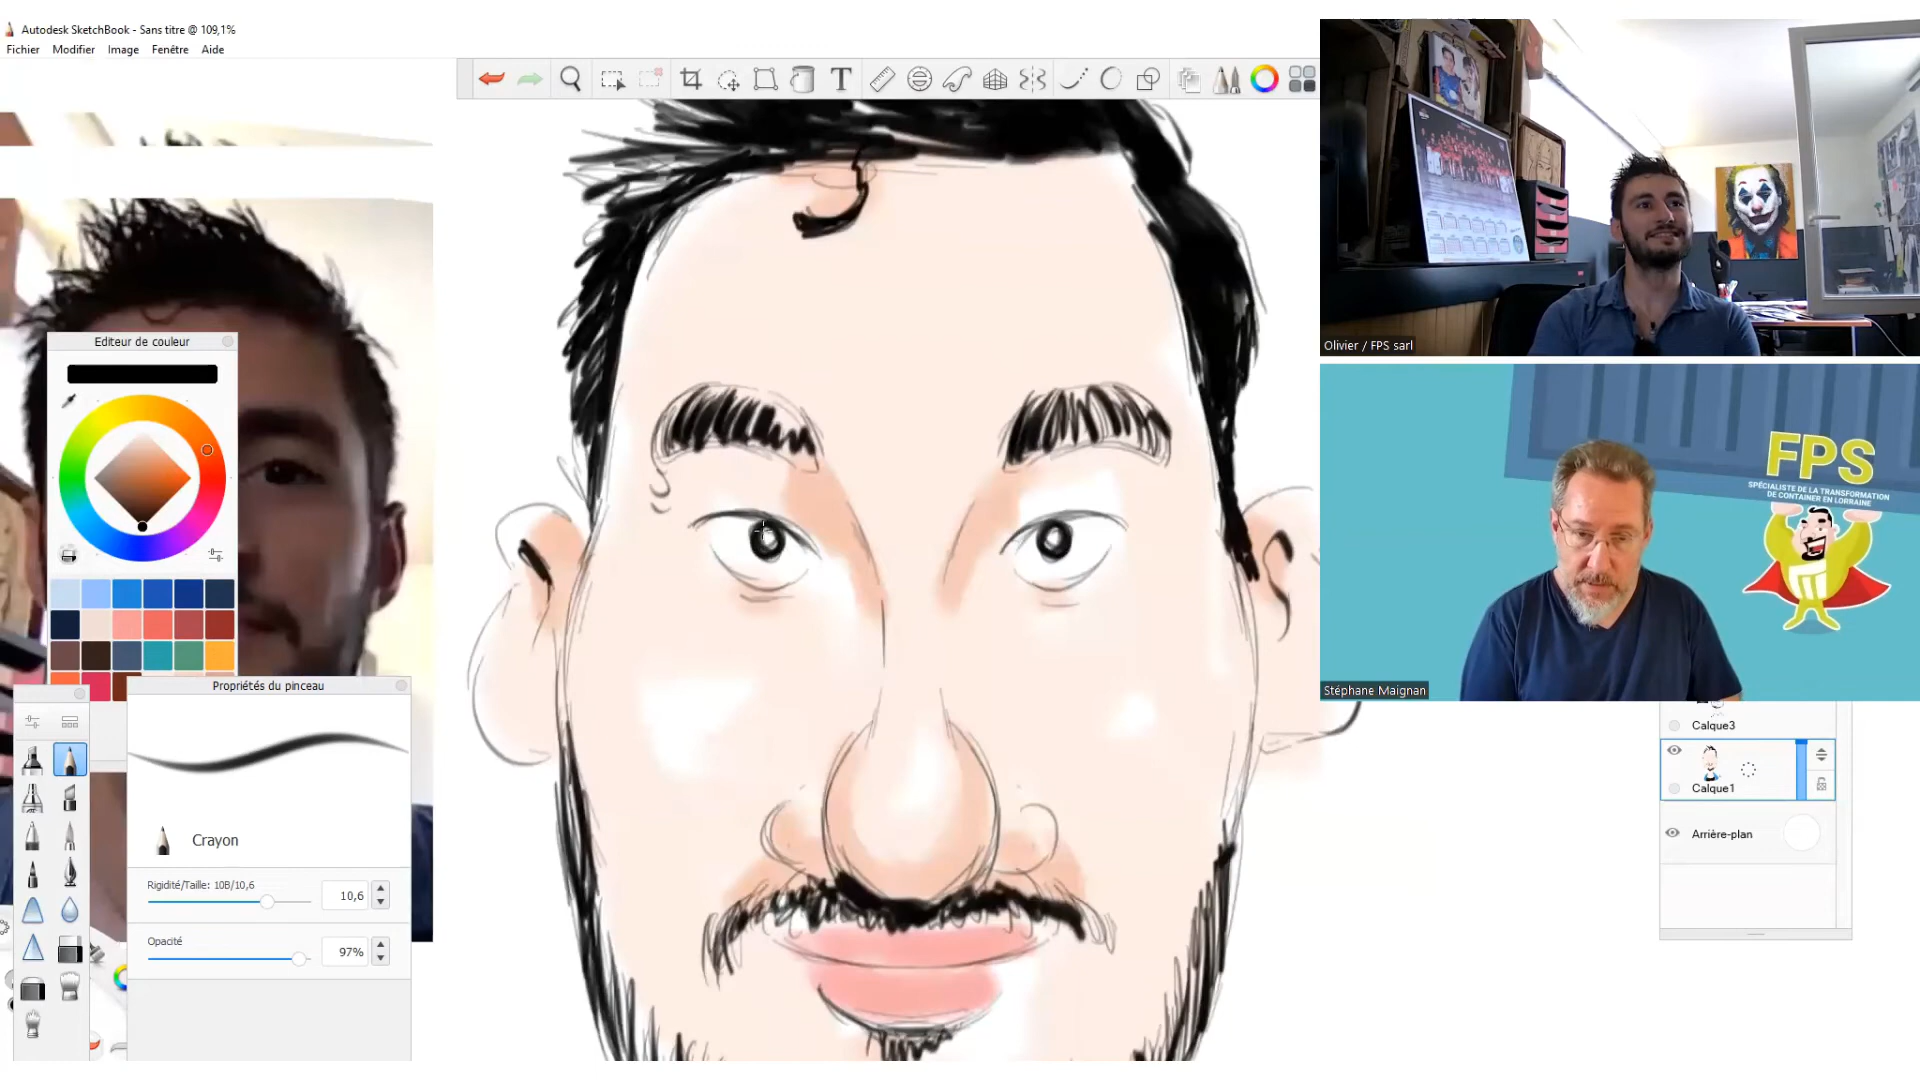 Autodesk SketchBook - Sans titre @ 109,1%
Fichier Modifier Image Fenêtre Aide
T
Olivier / FPS sarl
Editeur de couleur
FPS
SPÉCIALISTE DE LA TRANSFORMATION
DE CONTAINER EN LORRAINE
Stéphane Maignan
Propriétés du pinceau
Crayon
Rigidité/Taille: 10B/10,6
10,6
Opacité
97%
Calque3
Calque1
Arrière-plan